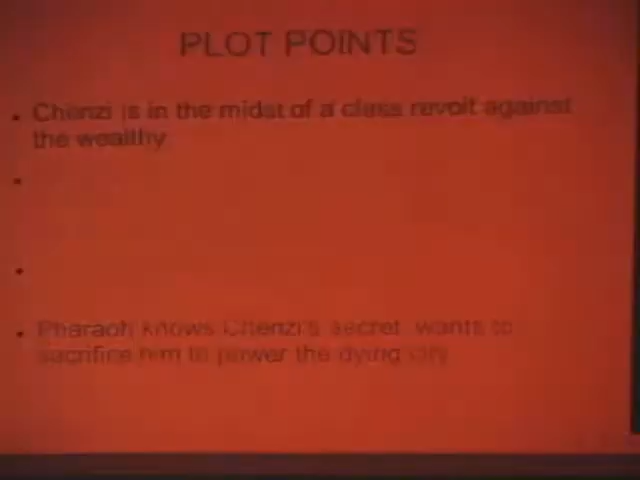 PLOT POINTS
• Chenzi is in the midst of a class revolt against
the wealthy
•
•
• Pharaoh knows Chenzi's secret, wants to
sacrifice him to power the dying city